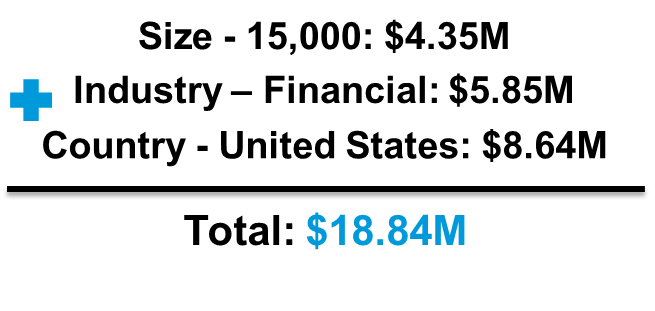 Size - 15,000: $4.35M
Industry – Financial: $5.85M
Country - United States: $8.64M
Total: $18.84M